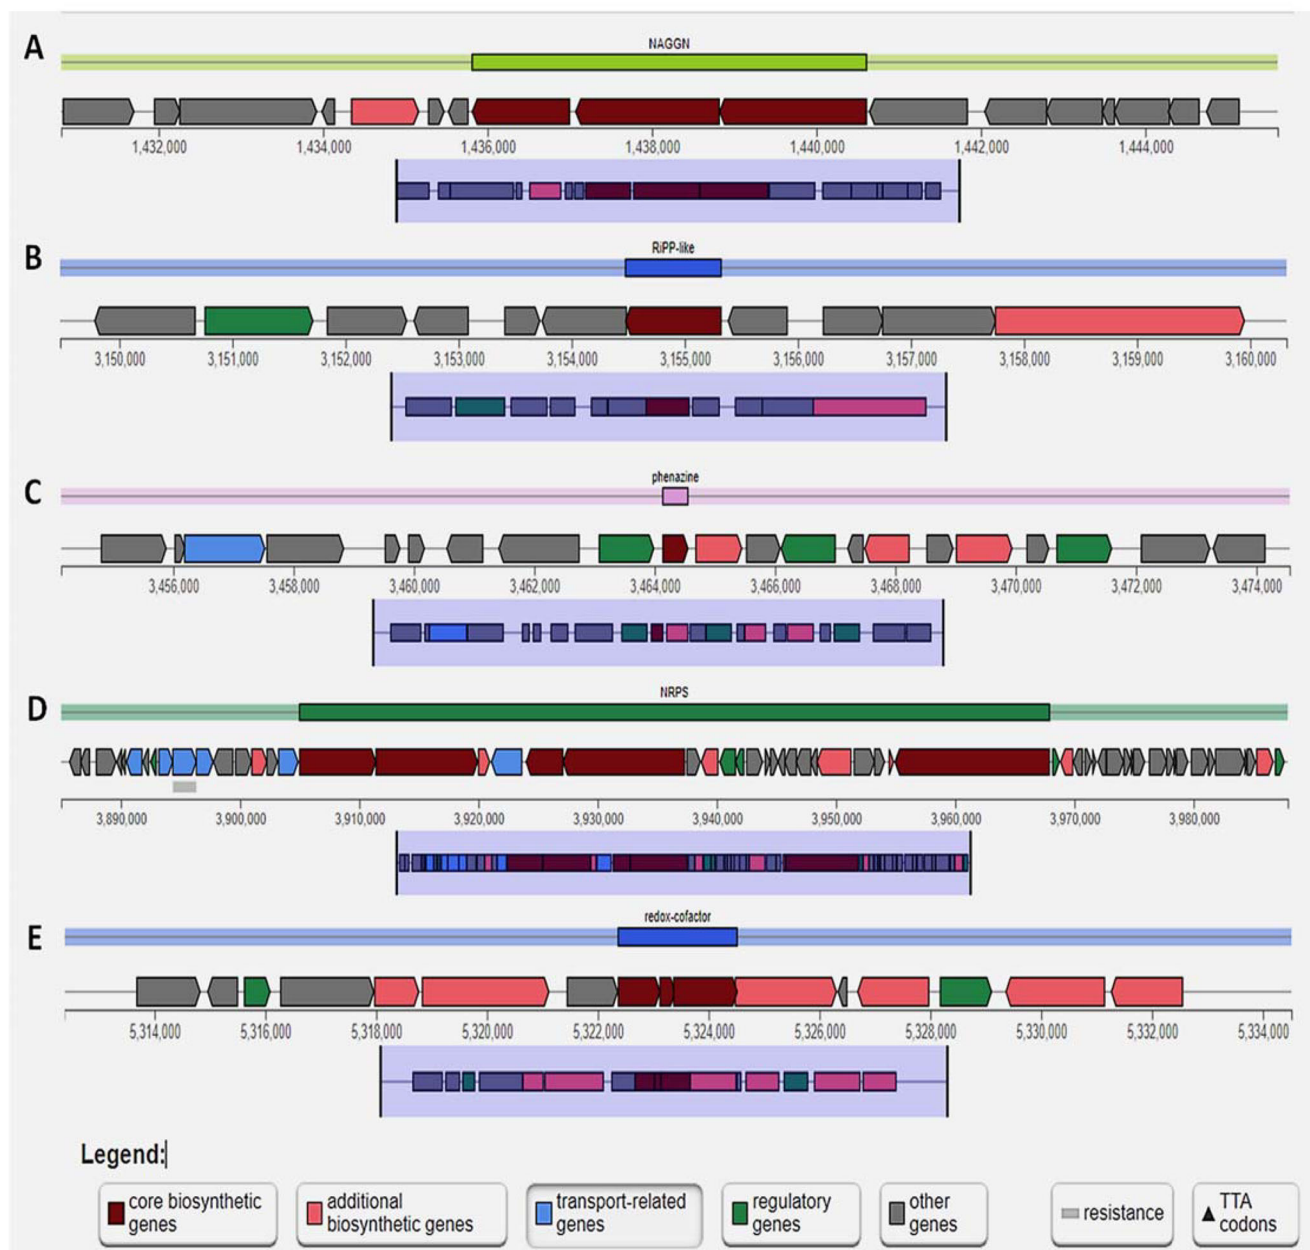 A
NAGGN
1,432,000 1,434,000 1,436,000 1,438,000 1,440,000 1,442,000 1,444,000
B
RiPP-like
3,150,000 3,151,000 3,152,000 3,153,000 3,154,000 3,155,000 3,156,000 3,157,000 3,158,000 3,159,000 3,160,000
C
phenazine
3,456,000 3,458,000 3,460,000 3,462,000 3,464,000 3,466,000 3,468,000 3,470,000 3,472,000 3,474,000
D
NRPS
3,890,000 3,900,000 3,910,000 3,920,000 3,930,000 3,940,000 3,950,000 3,960,000 3,970,000 3,980,000
E
redox-cofactor
5,314,000 5,316,000 5,318,000 5,320,000 5,322,000 5,324,000 5,326,000 5,328,000 5,330,000 5,332,000 5,334,000
Legend:
core biosynthetic
genes
additional
biosynthetic genes
transport-related
genes
regulatory
genes
other
genes
resistance
TTA
codons